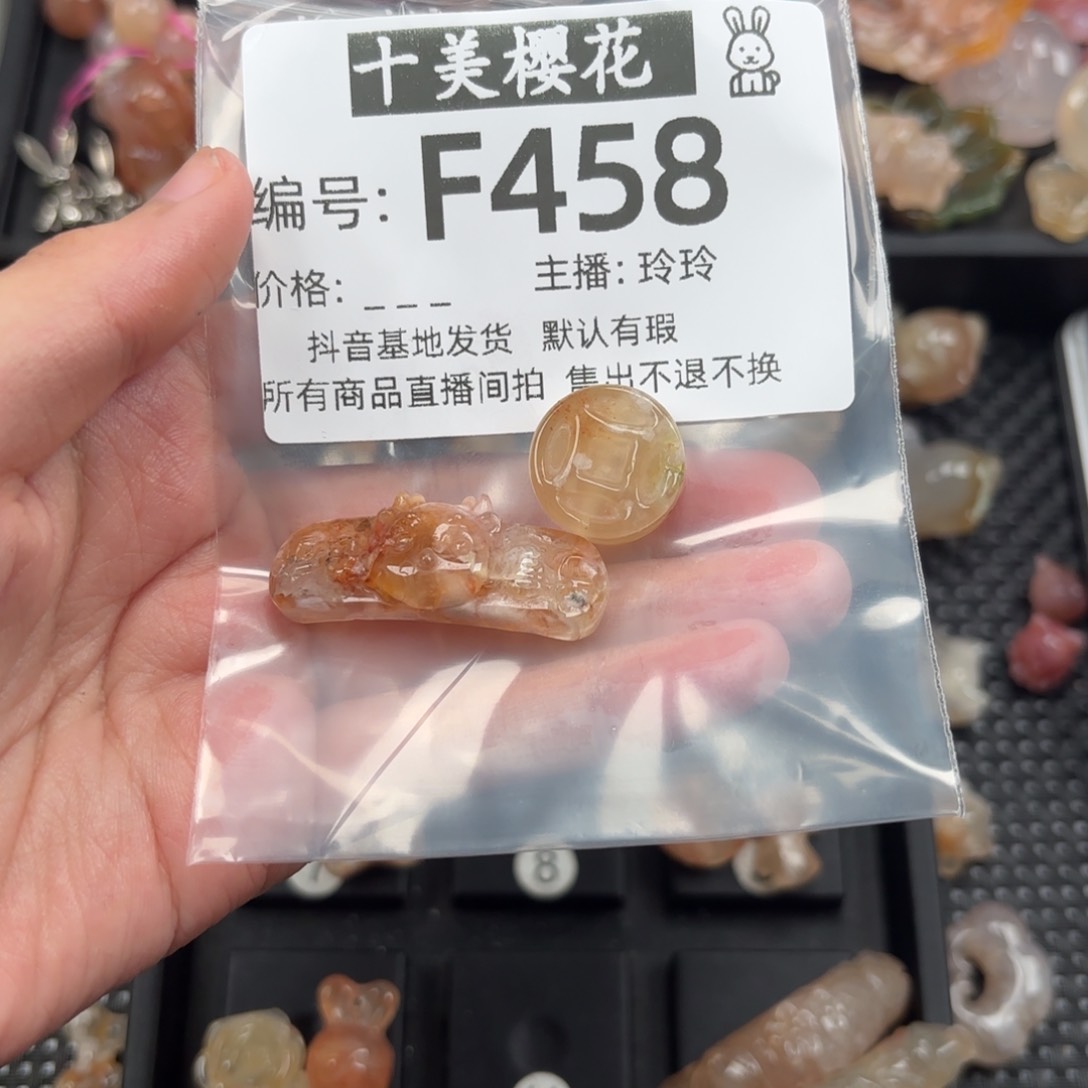 十美樱花
编号: F458
价格: _ _ _ 主播: 玲玲
抖音基地发货 默认有瑕
所有商品直播间拍 售出不退不换
8